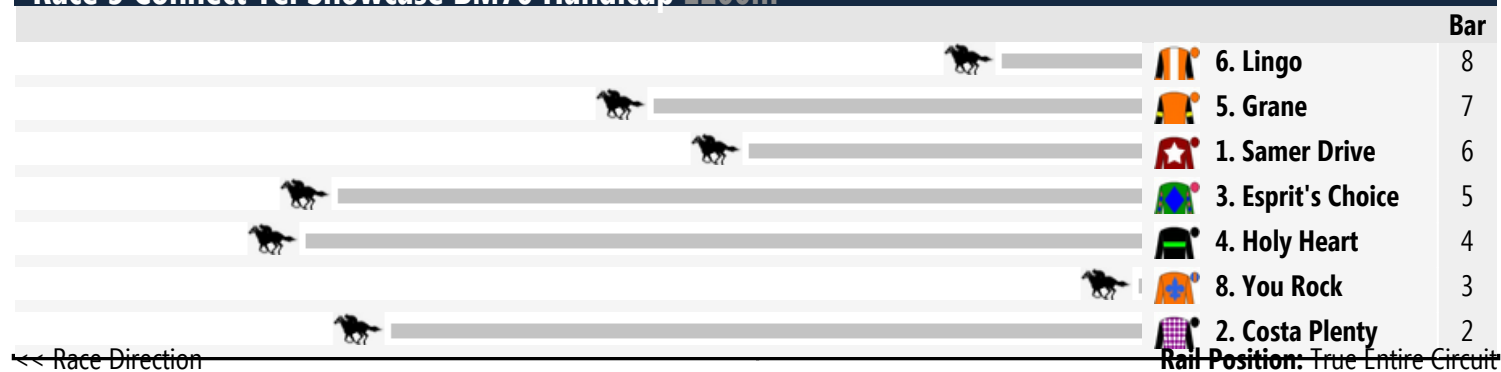 Bar
6. Lingo 8
5. Grane 7
1. Samer Drive 6
3. Esprit's Choice 5
4. Holy Heart 4
8. You Rock 3
2. Costa Plenty 2
<< Race Direction Rail Position: True Entire Circuit